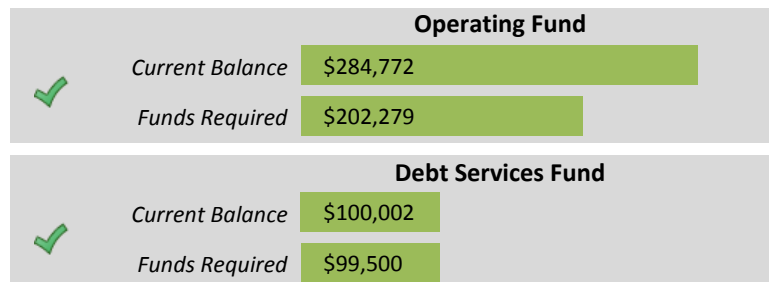 Operating Fund
Current Balance $284,772
Funds Required $202,279
Debt Services Fund
Current Balance $100,002
Funds Required $99,500